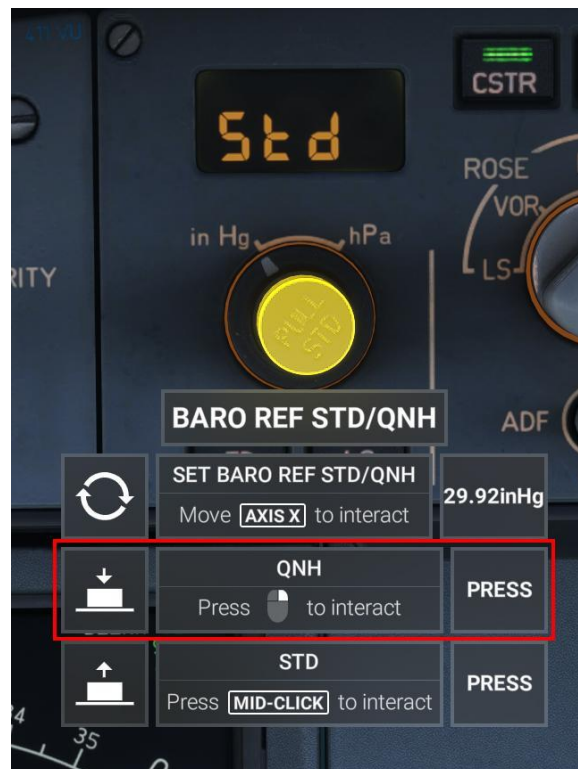 411 VU
Std
CSTR
ROSE
VOR
LS
in Hg
hPa
RITY
PULL
STD
ADF
BARO REF STD/QNH
SET BARO REF STD/QNH
Move AXIS X to interact
29.92inHg
QNH
Press to interact
PRESS
STD
Press MID-CLICK to interact
PRESS
35